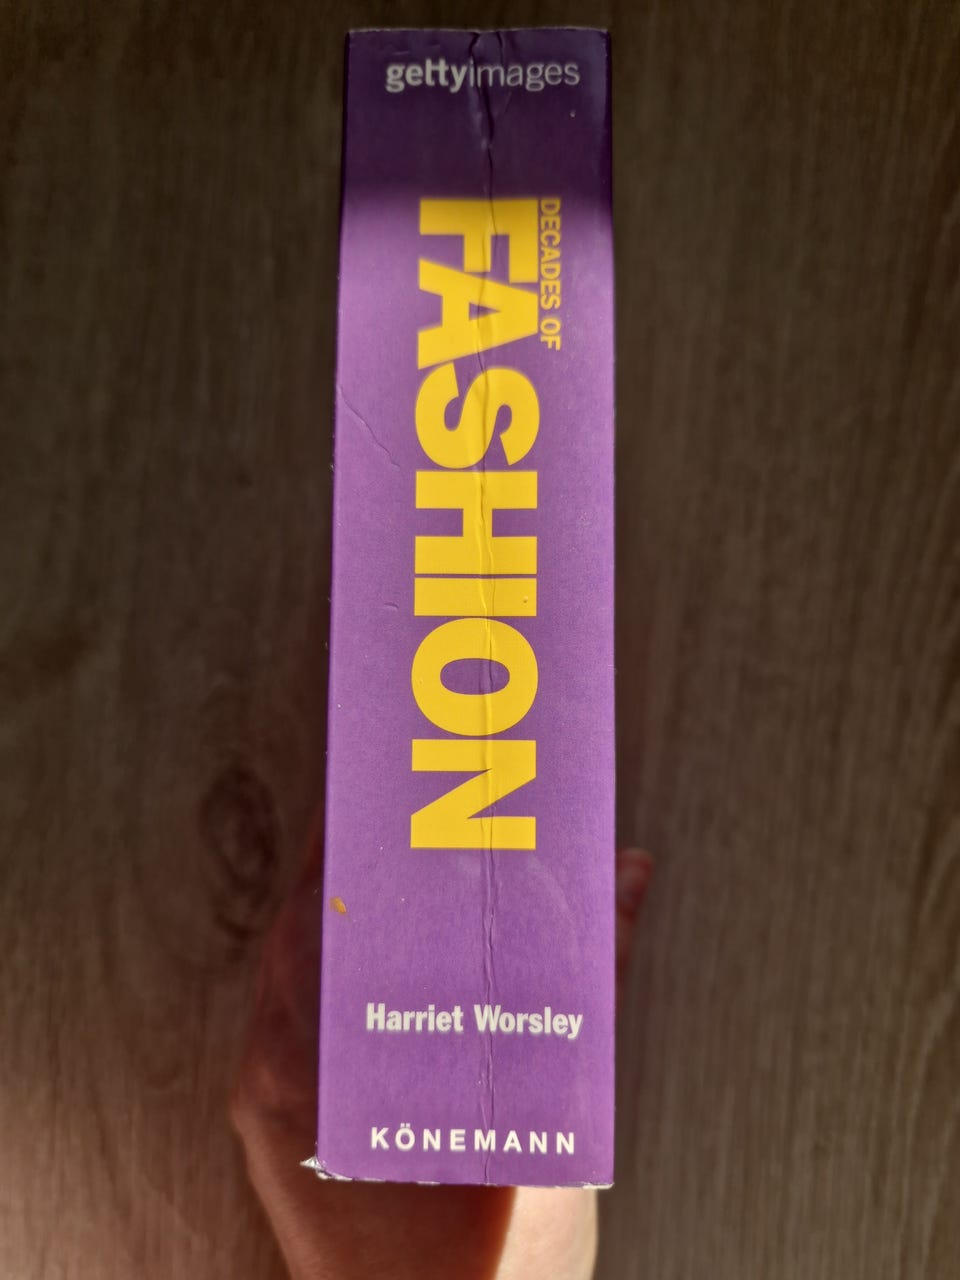 gettyimages
DECADES OF
FASHION
Harriet Worsley
KÖNEMANN